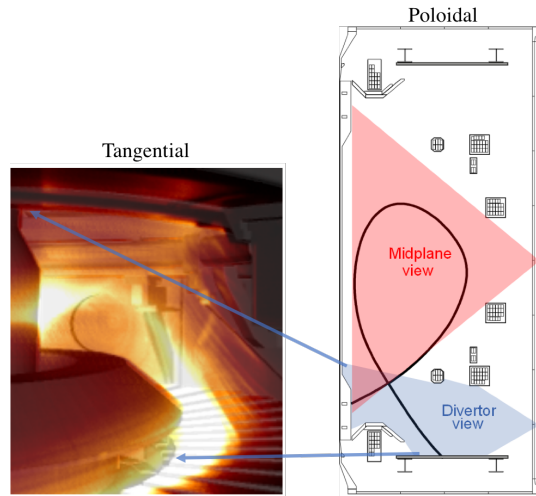 Poloidal
Tangential
Midplane
view
Divertor
view